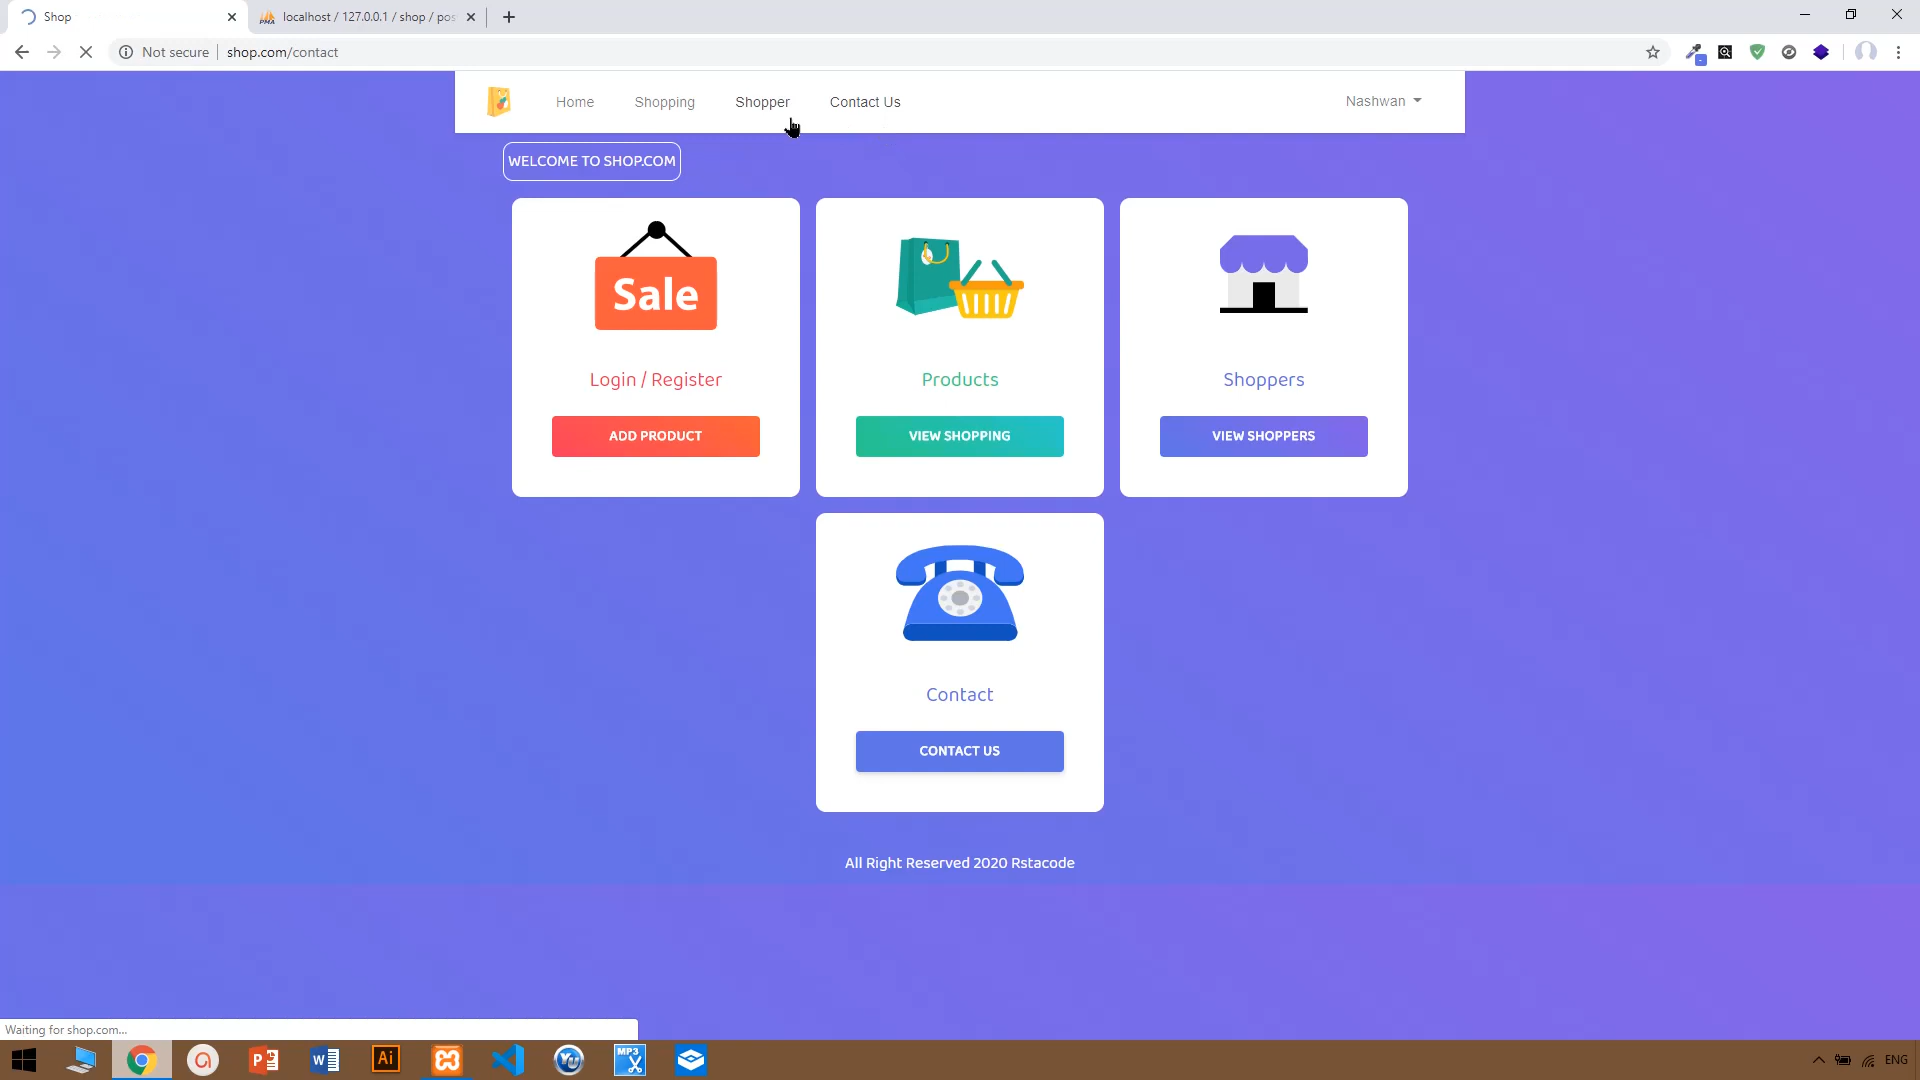 Shop
localhost / 127.0.0.1 / shop / pos
Not secure
shop.com/contact
Home
Shopping
Shopper
Contact Us
Nashwan
WELCOME TO SHOP.COM
Sale
Login / Register
ADD PRODUCT
Products
VIEW SHOPPING
Shoppers
VIEW SHOPPERS
Contact
CONTACT US
All Right Reserved 2020 Rstacode
Waiting for shop.com...
Ai
MP3
ENG